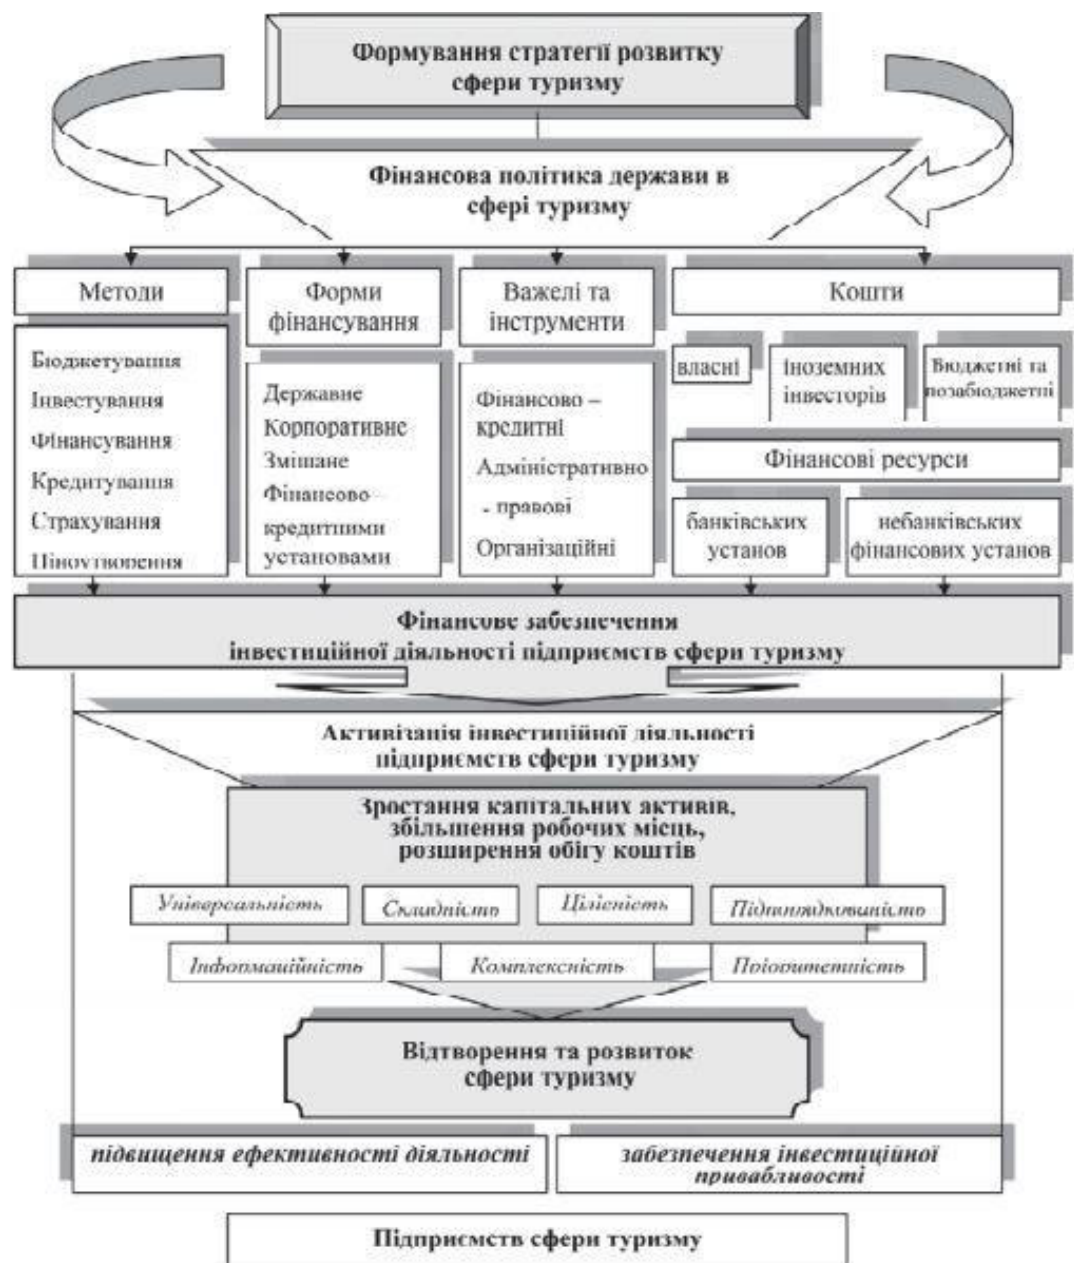 Формування стратегії розвитку
сфери туризму
Фінансова політика держави в
сфері туризму
Методи
Бюджетування
Інвестування
Фінансування
Кредитування
Страхування
Ціноутворення
Форми
фінансування
Державне
Корпоративне
Змішане
Фінансово –
кредитними
установами
Важелі та
інструменти
Фінансово –
кредитні
Адміністративно
- правові
Організаційні
Кошти
власні
іноземних
інвесторів
Бюджетні та
позабюджетні
Фінансові ресурси
банківських
установ
небанківських
фінансових установ
Фінансове забезпечення
інвестиційної діяльності підприємств сфери туризму
Активізація інвестиційної діяльності
підприємств сфери туризму
Зростання капітальних активів,
збільшення робочих місць,
розширення обігу коштів
Універсальність
Складність
Цілісність
Підпорядкованість
Інформаційність
Комплексність
Пріоритетність
Відтворення та розвиток
сфери туризму
підвищення ефективності діяльності
забезпечення інвестиційної
привабливості
Підприємств сфери туризму